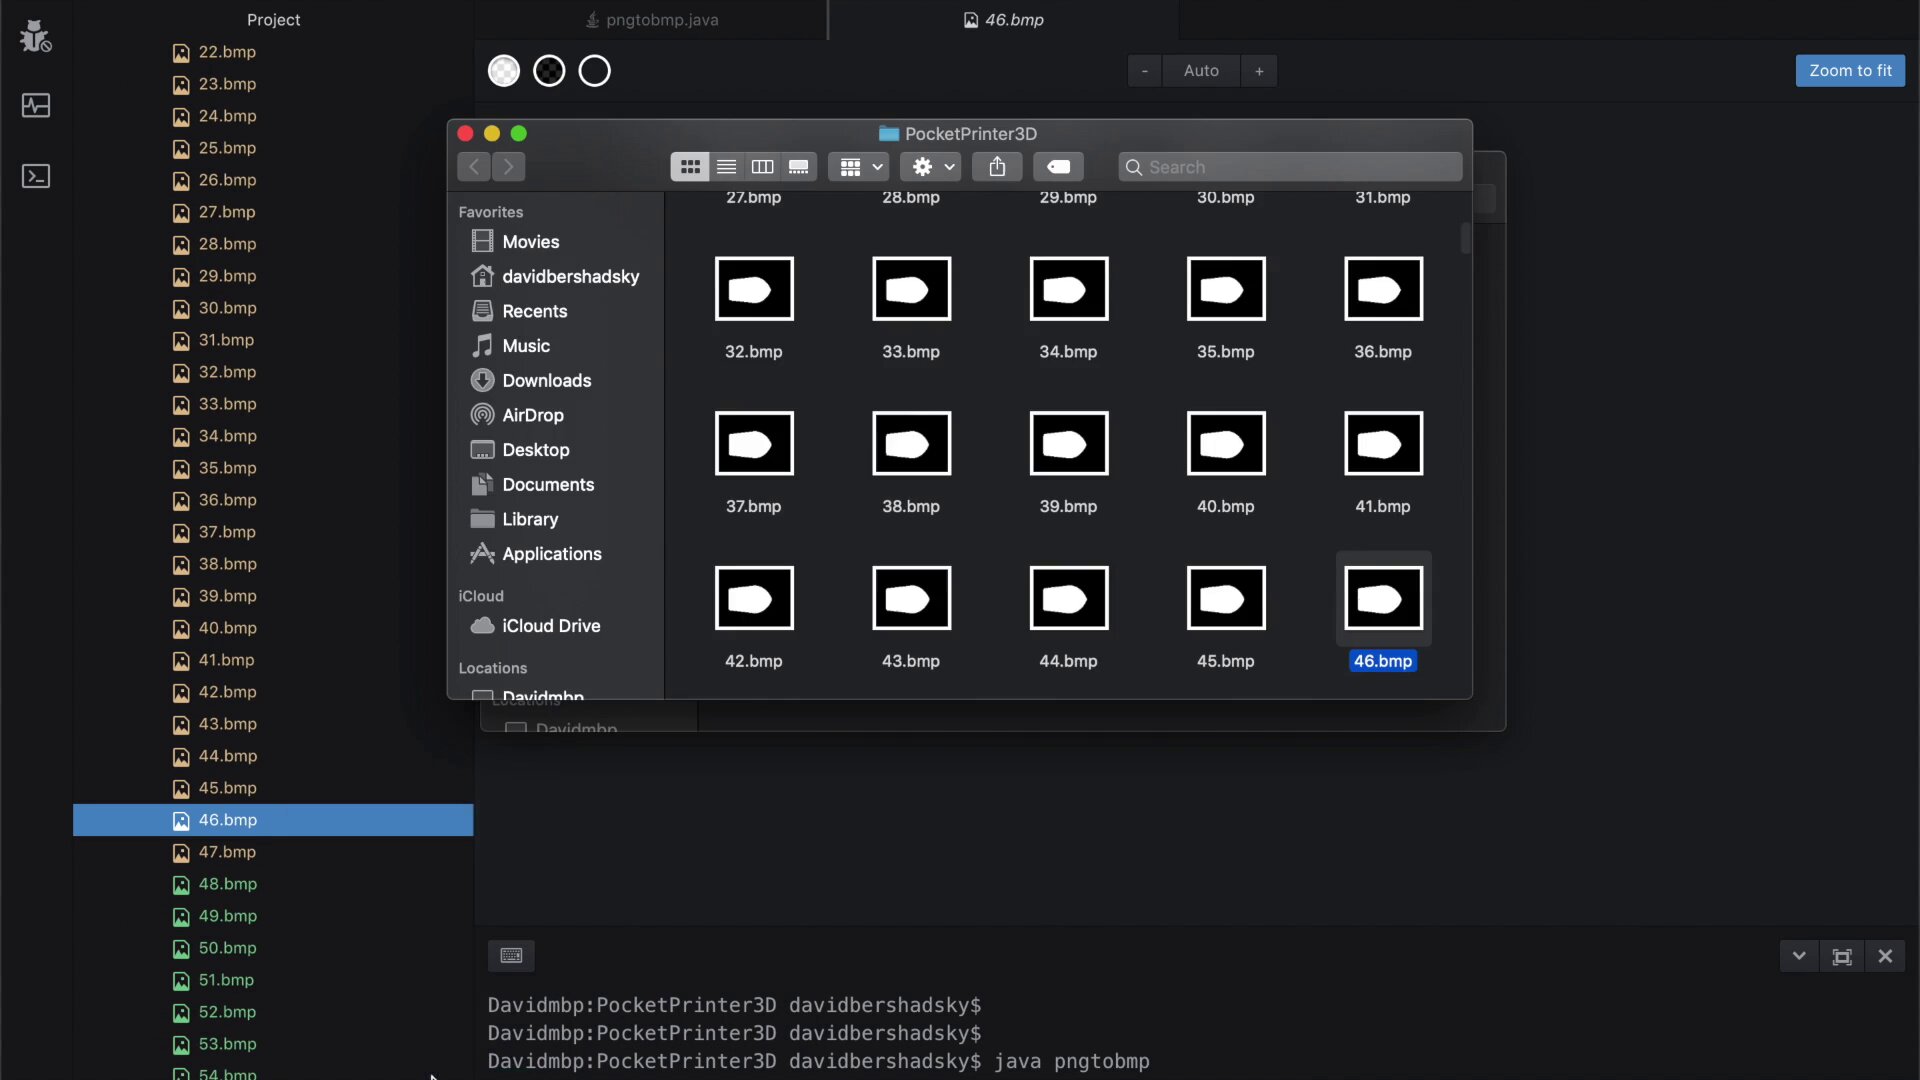 Project
22.bmp
23.bmp
24.bmp
25.bmp
26.bmp
27.bmp
28.bmp
29.bmp
30.bmp
31.bmp
32.bmp
33.bmp
34.bmp
35.bmp
36.bmp
37.bmp
38.bmp
39.bmp
40.bmp
41.bmp
42.bmp
43.bmp
44.bmp
45.bmp
46.bmp
47.bmp
48.bmp
49.bmp
50.bmp
51.bmp
52.bmp
53.bmp
54.bmp
pngtobmp.java
46.bmp
- Auto +
Zoom to fit
PocketPrinter3D
Search
Favorites
Movies
davidbershadsky
Recents
Music
Downloads
AirDrop
Desktop
Documents
Library
Applications
iCloud
iCloud Drive
Locations
Davidmbp
27.bmp 28.bmp 29.bmp 30.bmp 31.bmp
32.bmp 33.bmp 34.bmp 35.bmp 36.bmp
37.bmp 38.bmp 39.bmp 40.bmp 41.bmp
42.bmp 43.bmp 44.bmp 45.bmp 46.bmp
Locations
Davidmbp
Davidmbp:PocketPrinter3D davidbershadsky$
Davidmbp:PocketPrinter3D davidbershadsky$
Davidmbp:PocketPrinter3D davidbershadsky$ java pngtobmp